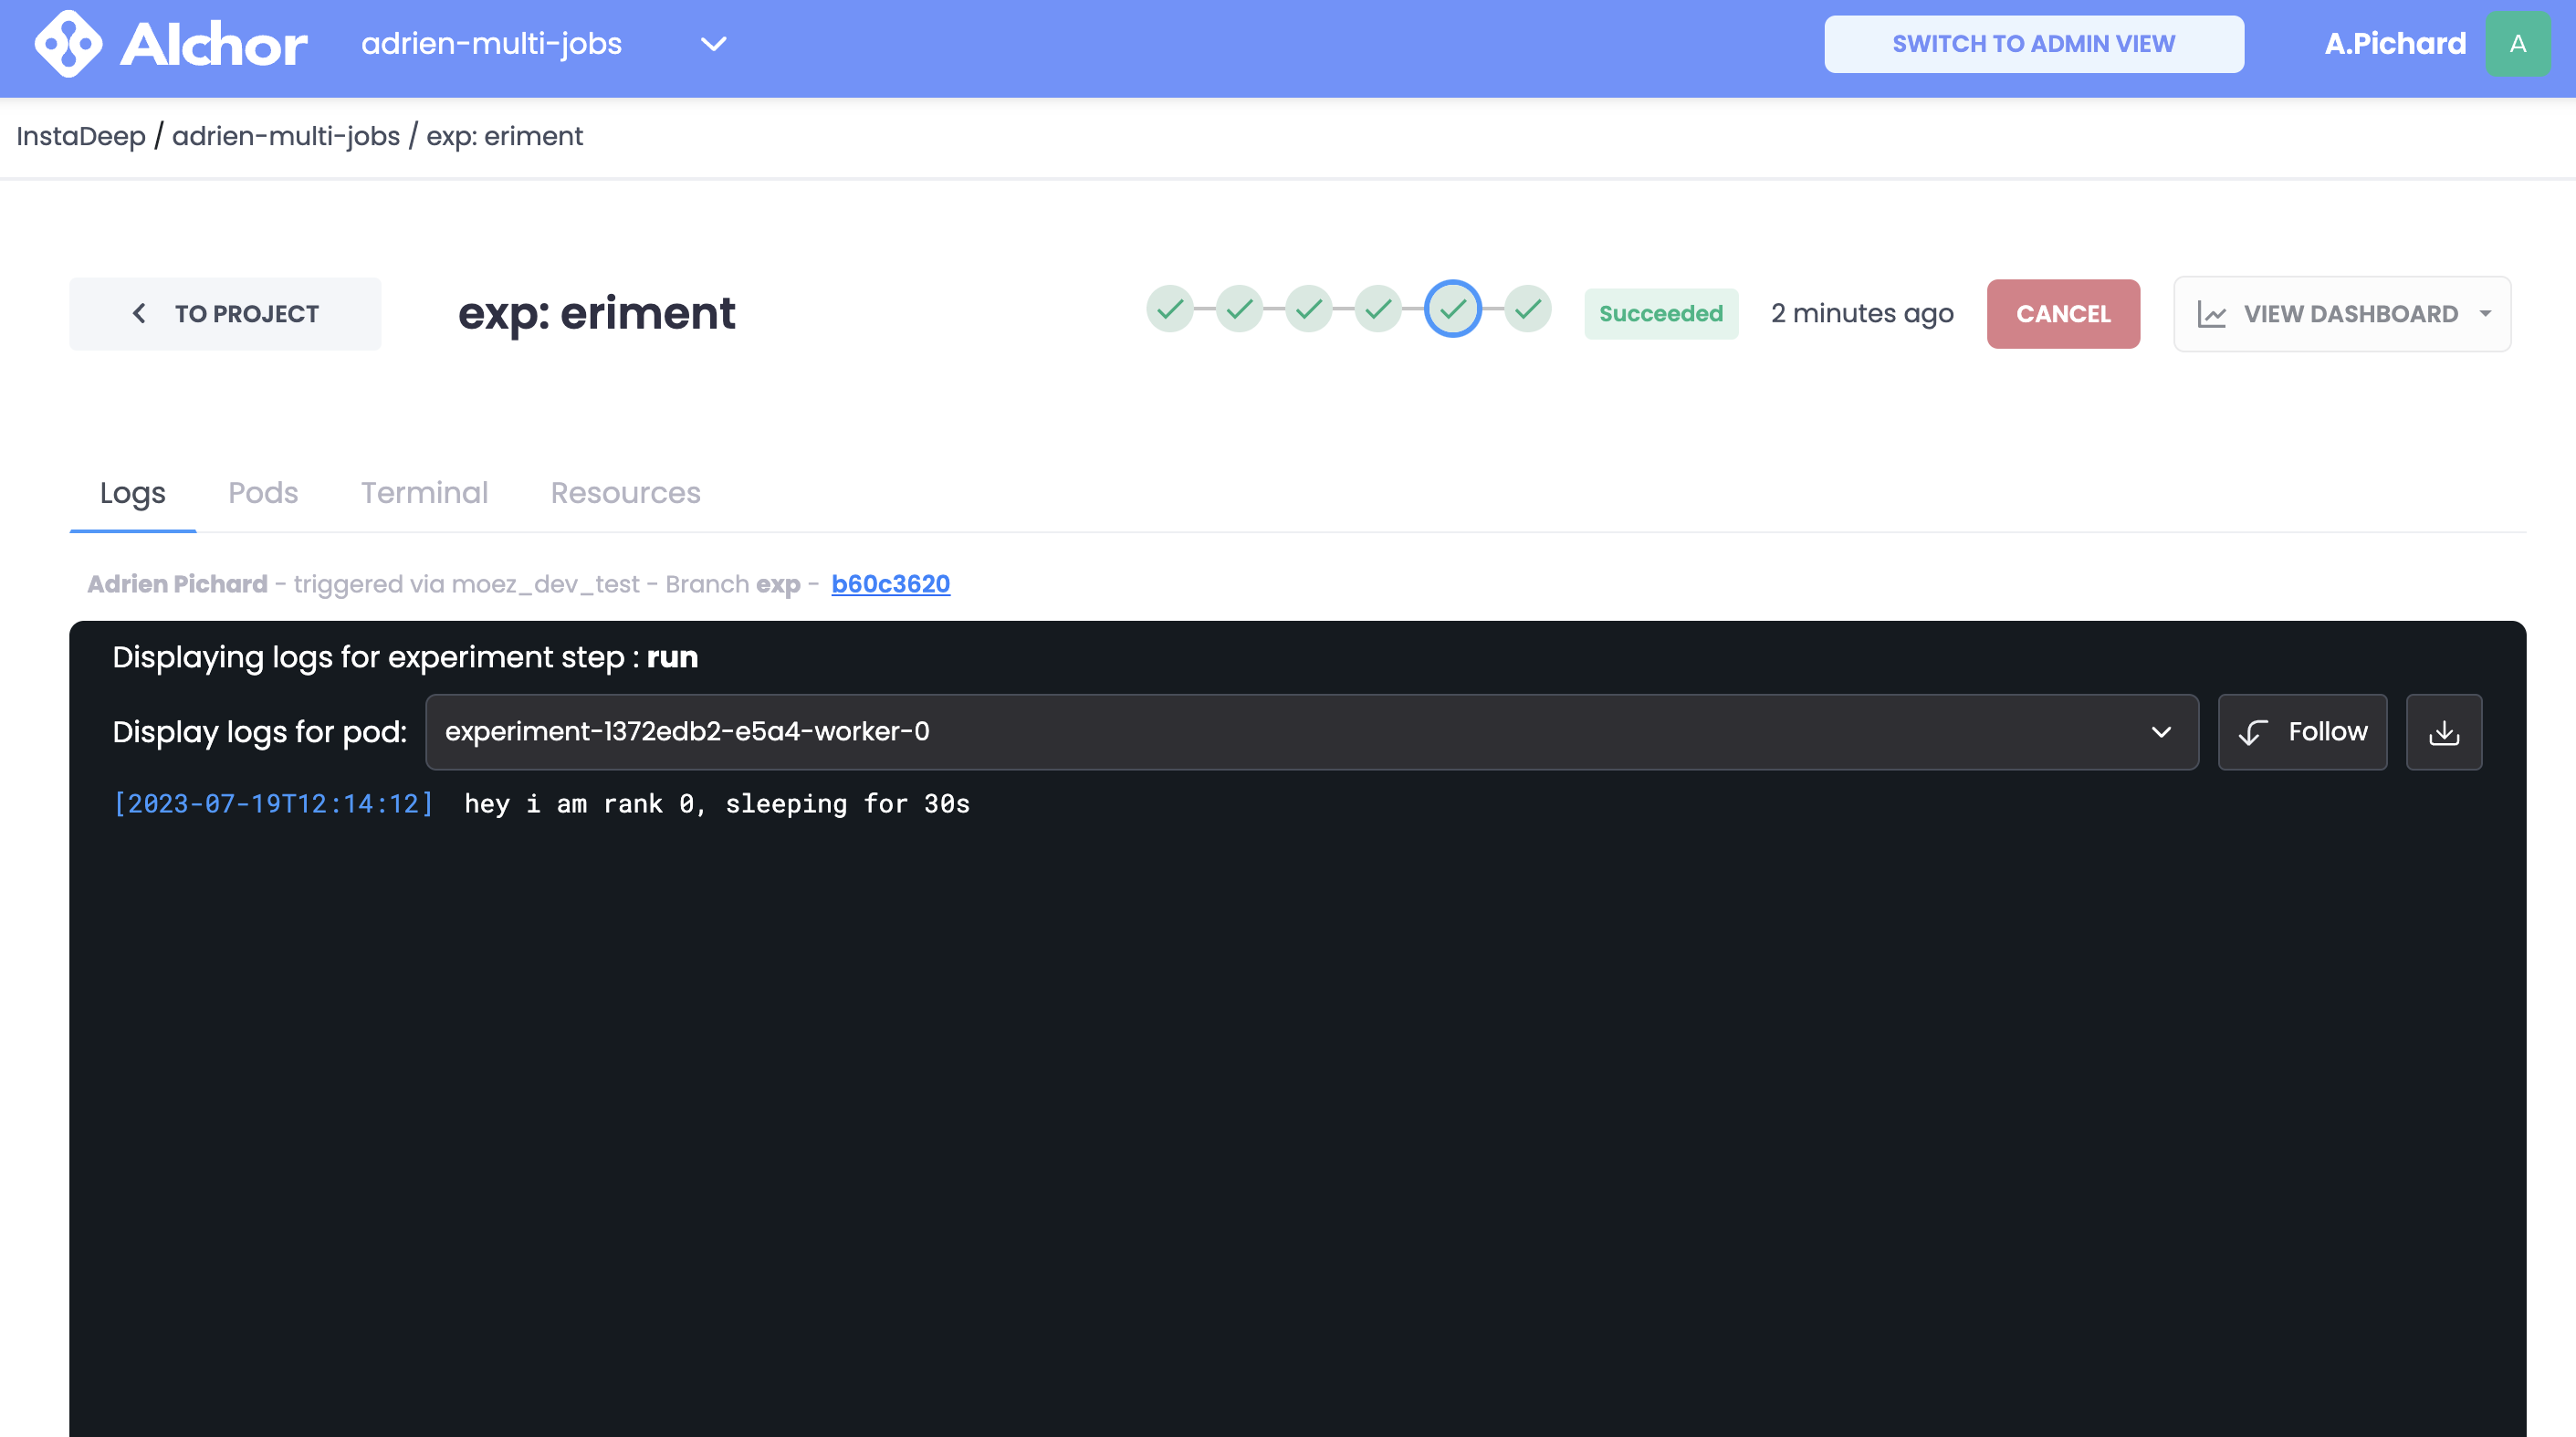 AIchor adrien-multi-jobs SWITCH TO ADMIN VIEW A.Pichard A
InstaDeep / adrien-multi-jobs / exp: eriment
TO PROJECT exp: eriment Succeeded 2 minutes ago CANCEL VIEW DASHBOARD
Logs Pods Terminal Resources
Adrien Pichard - triggered via moez_dev_test - Branch exp - b60c3620
Displaying logs for experiment step : run
Display logs for pod: experiment-1372edb2-e5a4-worker-0 Follow
[2023-07-19T12:14:12] hey i am rank 0, sleeping for 30s